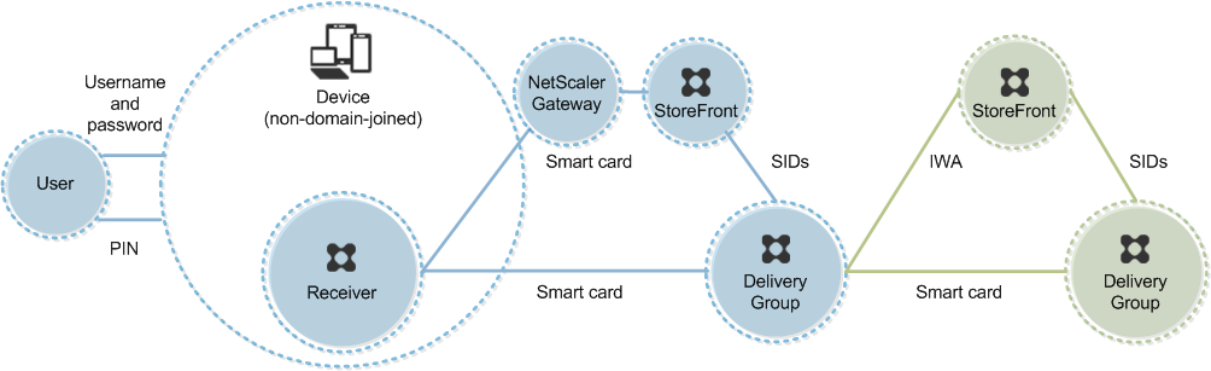 Username
and
password
User
PIN
Device
(non-domain-joined)
Receiver
NetScaler
Gateway
StoreFront
Smart card
SIDs
Smart card
Delivery
Group
StoreFront
IWA
SIDs
Smart card
Delivery
Group